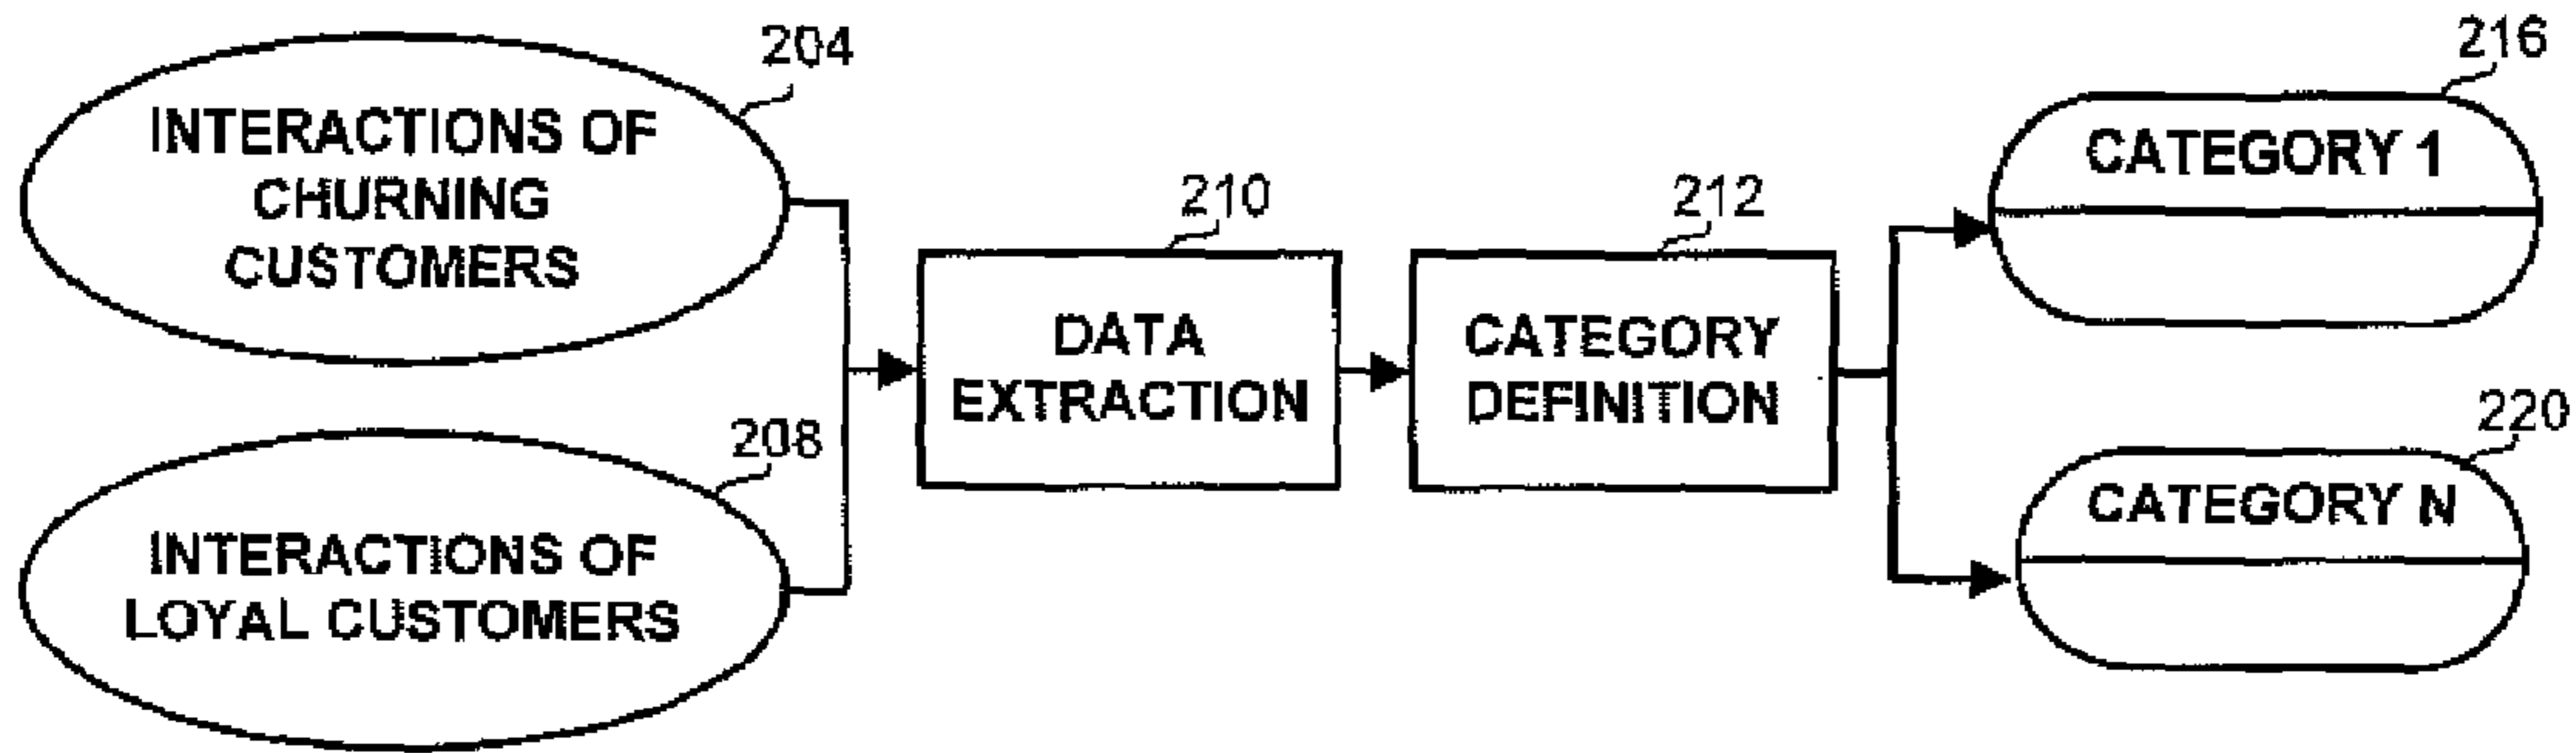 204
INTERACTIONS OF
CHURNING
CUSTOMERS
208
INTERACTIONS OF
LOYAL CUSTOMERS
210
DATA
EXTRACTION
212
CATEGORY
DEFINITION
216
CATEGORY 1
220
CATEGORY N